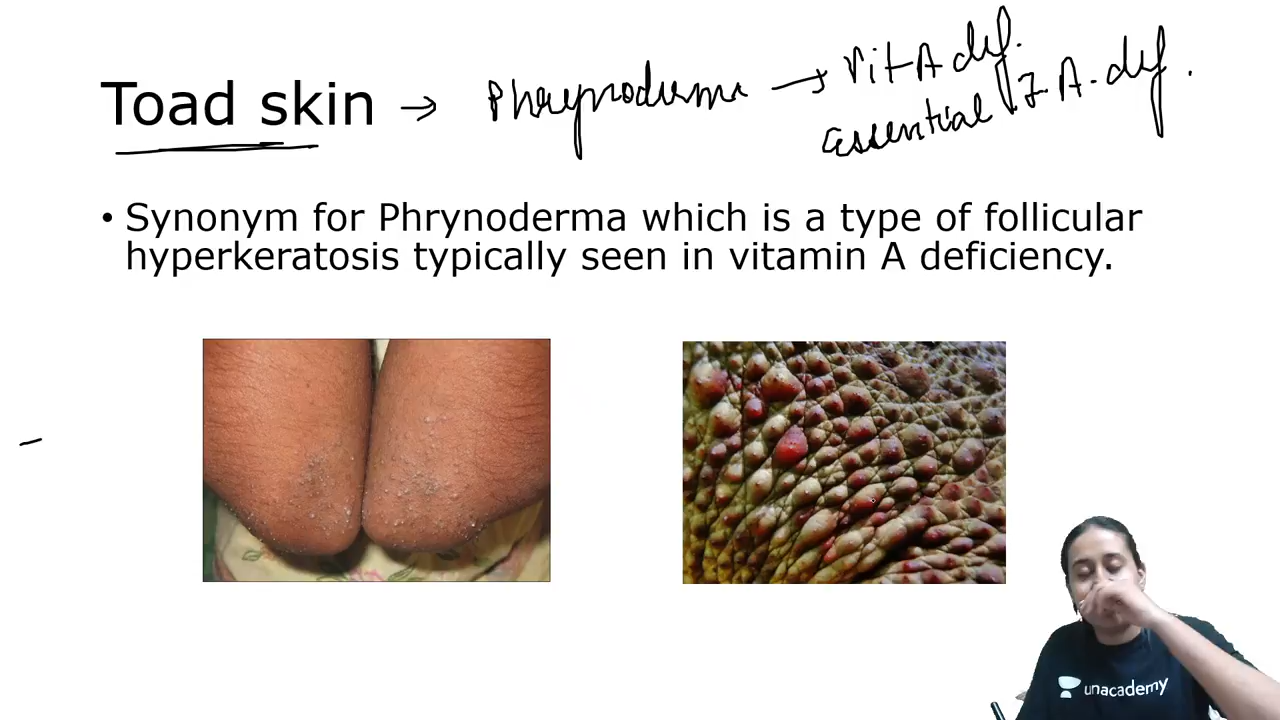 Toad skin → Phrynoderma → Vit A def.
essential F.A. def.
• Synonym for Phrynoderma which is a type of follicular
hyperkeratosis typically seen in vitamin A deficiency.
unacademy